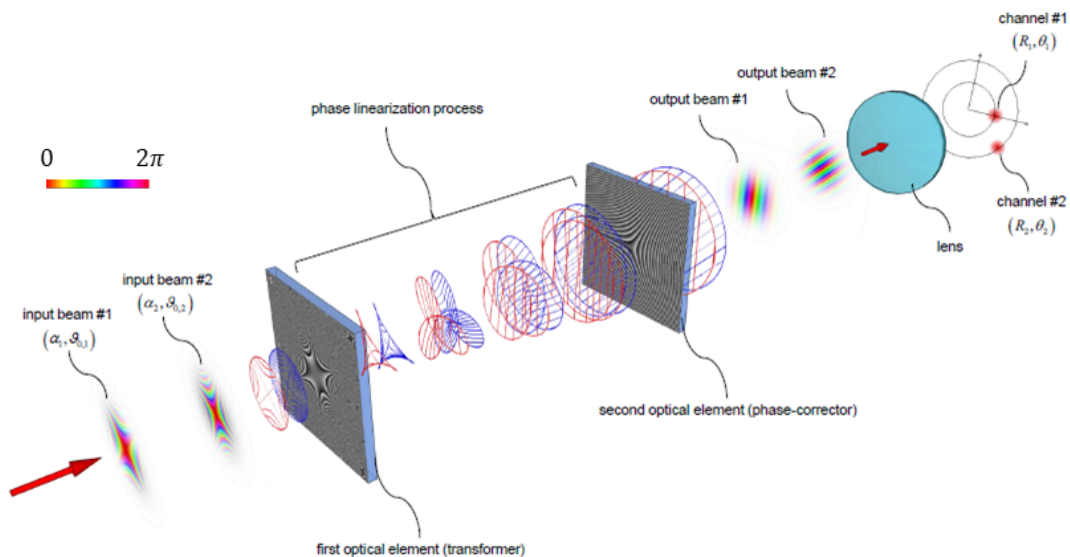 channel #1
(R₁,θ₁)
output beam #2
output beam #1
phase linearization process
0 2π
channel #2
(R₂,θ₂)
lens
input beam #2
(α₂,ϑ₀,₂)
input beam #1
(α₁,ϑ₀,₁)
second optical element (phase-corrector)
first optical element (transformer)